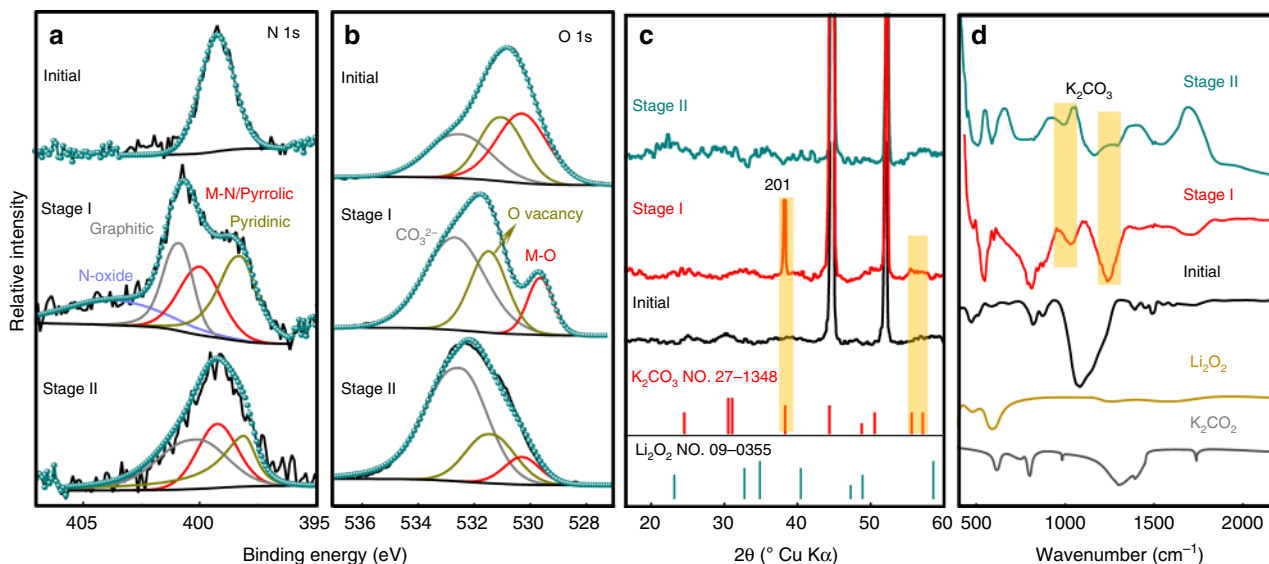 a
N 1s
Initial
Stage I
M-N/Pyrrolic
Graphitic
Pyridinic
N-oxide
Stage II
405
400
395
Relative intensity
b
O 1s
Initial
Stage I
O vacancy
CO₃²⁻
M-O
Stage II
536
534
532
530
528
Binding energy (eV)
c
Stage II
201
Stage I
Initial
K₂CO₃ NO. 27–1348
Li₂O₂ NO. 09–0355
20
30
40
50
60
2θ (° Cu Kα)
d
K₂CO₃
Stage II
Stage I
Initial
Li₂O₂
K₂CO₂
500
1000
1500
2000
Wavenumber (cm⁻¹)